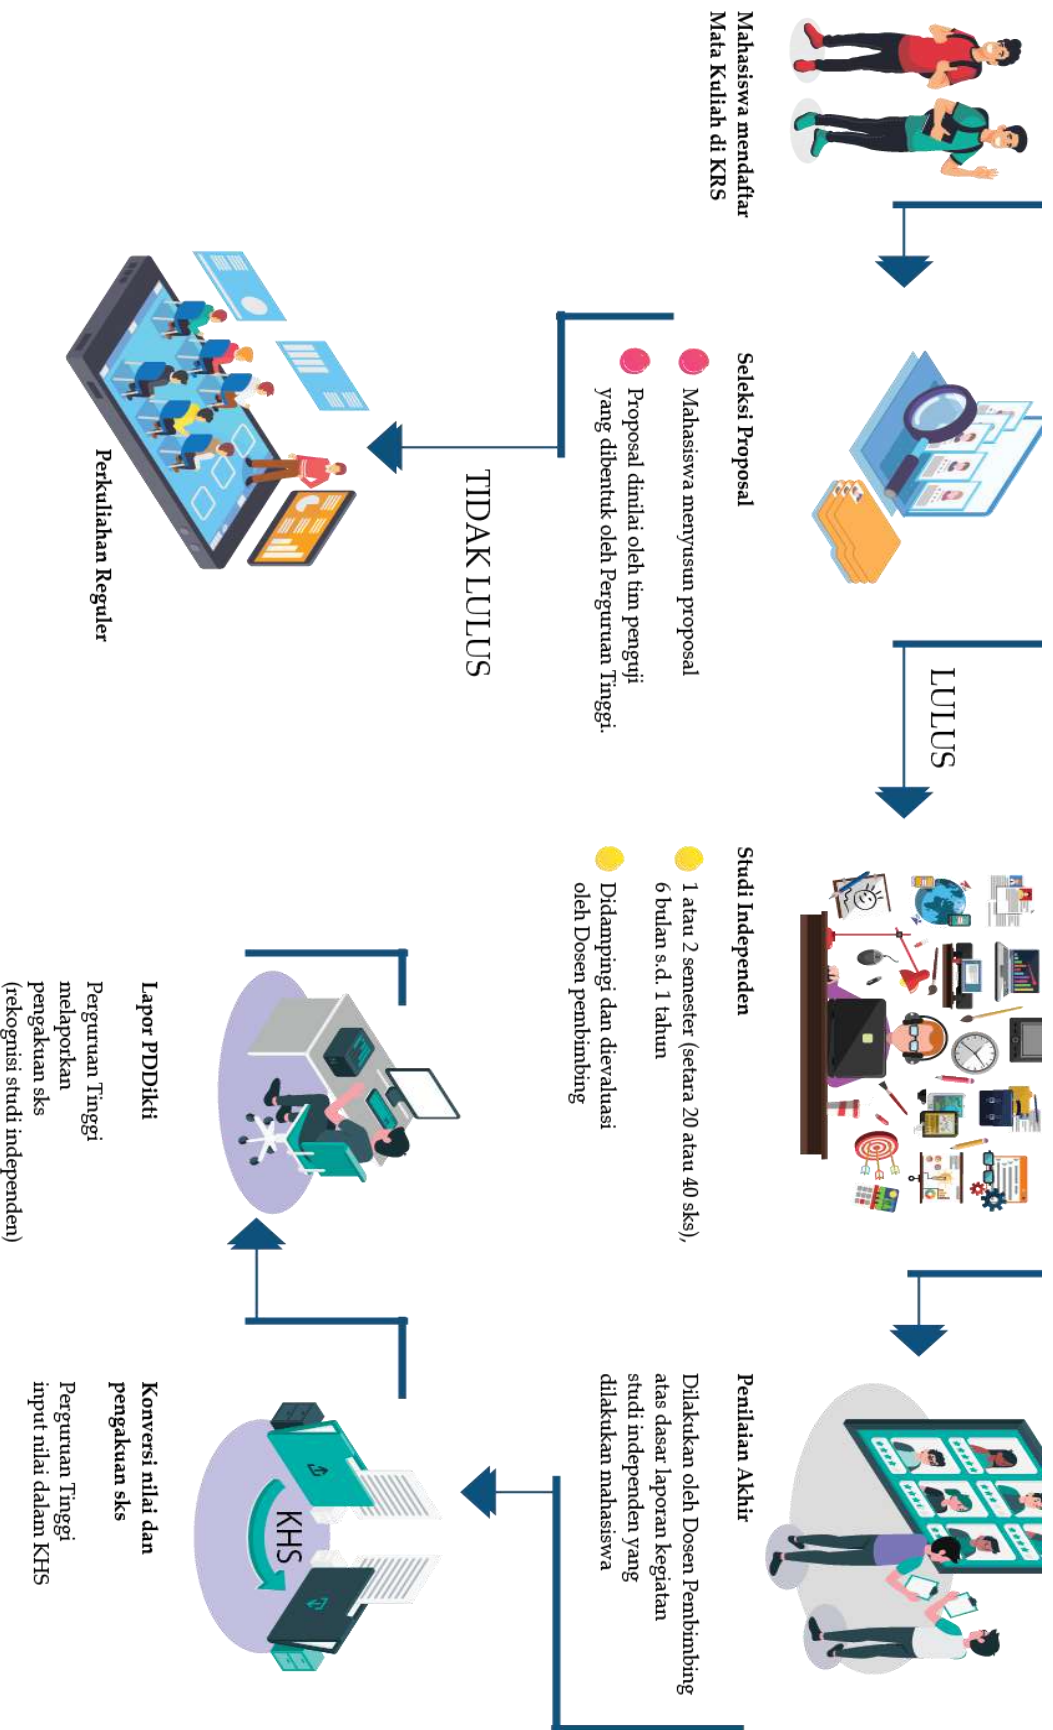 Mahasiswa mendaftar
Mata Kuliah di KRS
Seleksi Proposal
Mahasiswa menyusun proposal
Proposal dinilai oleh tim penguji
yang dibentuk oleh Perguruan Tinggi.
LULUS
TIDAK LULUS
Perkuliahan Reguler
Studi Independen
1 atau 2 semester (setara 20 atau 40 sks),
6 bulan s.d. 1 tahun
Didampingi dan dievaluasi
oleh Dosen pembimbing
Penilaian Akhir
Dilakukan oleh Dosen Pembimbing
atas dasar laporan kegiatan
studi independen yang
dilakukan mahasiswa
KHS
Konversi nilai dan
pengakuan sks
Perguruan Tinggi
input nilai dalam KHS
Lapor PDDikti
Perguruan Tinggi
melaporkan
pengakuan sks
(rekognisi studi independen)